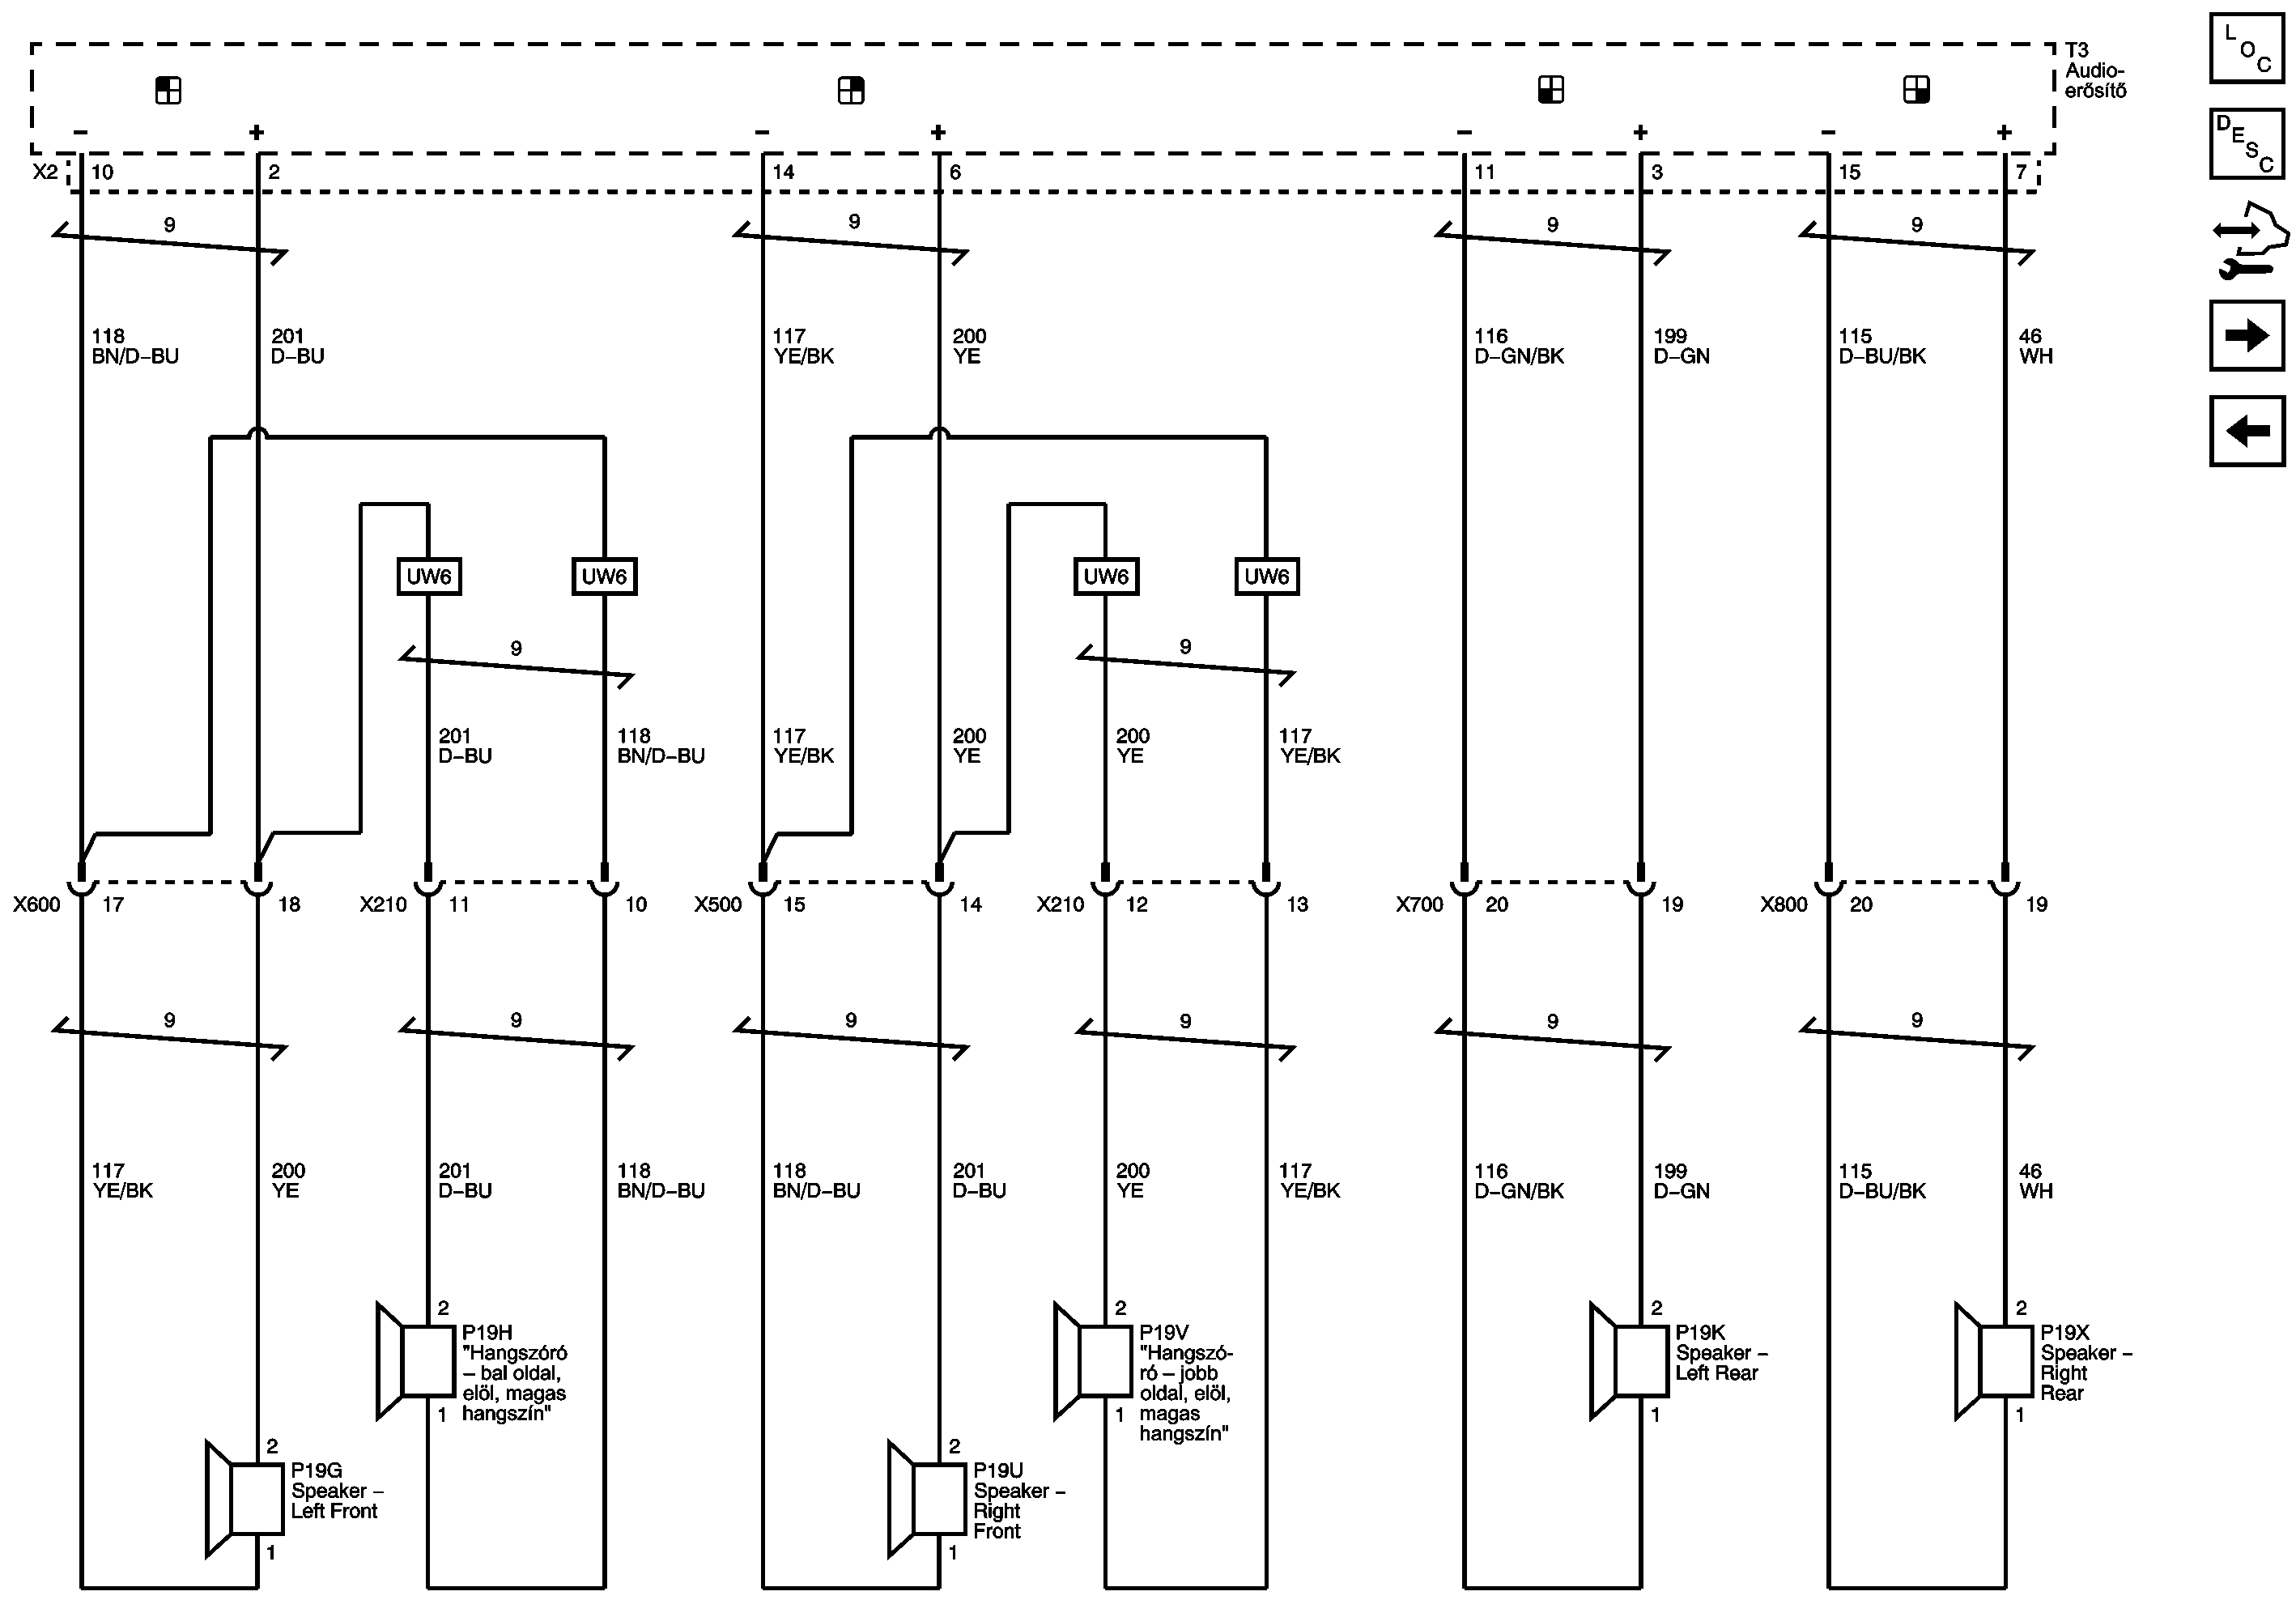 T3
Audio-
erősítő
L
O
C
D
E
S
C
− + − + − + − +
X2 10 2 14 6 11 3 15 7
9 9 9 9
118
BN/D−BU
201
D−BU
117
YE/BK
200
YE
116
D−GN/BK
199
D−GN
115
D−BU/BK
46
WH
UW6 UW6 UW6 UW6
9 9
201
D−BU
118
BN/D−BU
117
YE/BK
200
YE
200
YE
117
YE/BK
X600 17 18 X210 11 10 X500 15 14 X210 12 13 X700 20 19 X800 20 19
9 9 9 9 9 9
117
YE/BK
200
YE
201
D−BU
118
BN/D−BU
118
BN/D−BU
201
D−BU
200
YE
117
YE/BK
116
D−GN/BK
199
D−GN
115
D−BU/BK
46
WH
2
P19H
"Hangszóró
− bal oldal,
elöl, magas
hangszín"
1
2
P19V
"Hangszó-
ró − jobb
oldal, elöl,
magas
hangszín"
1
2
P19K
Speaker −
Left Rear
1
2
P19X
Speaker −
Right
Rear
1
2
P19G
Speaker −
Left Front
1
2
P19U
Speaker −
Right
Front
1